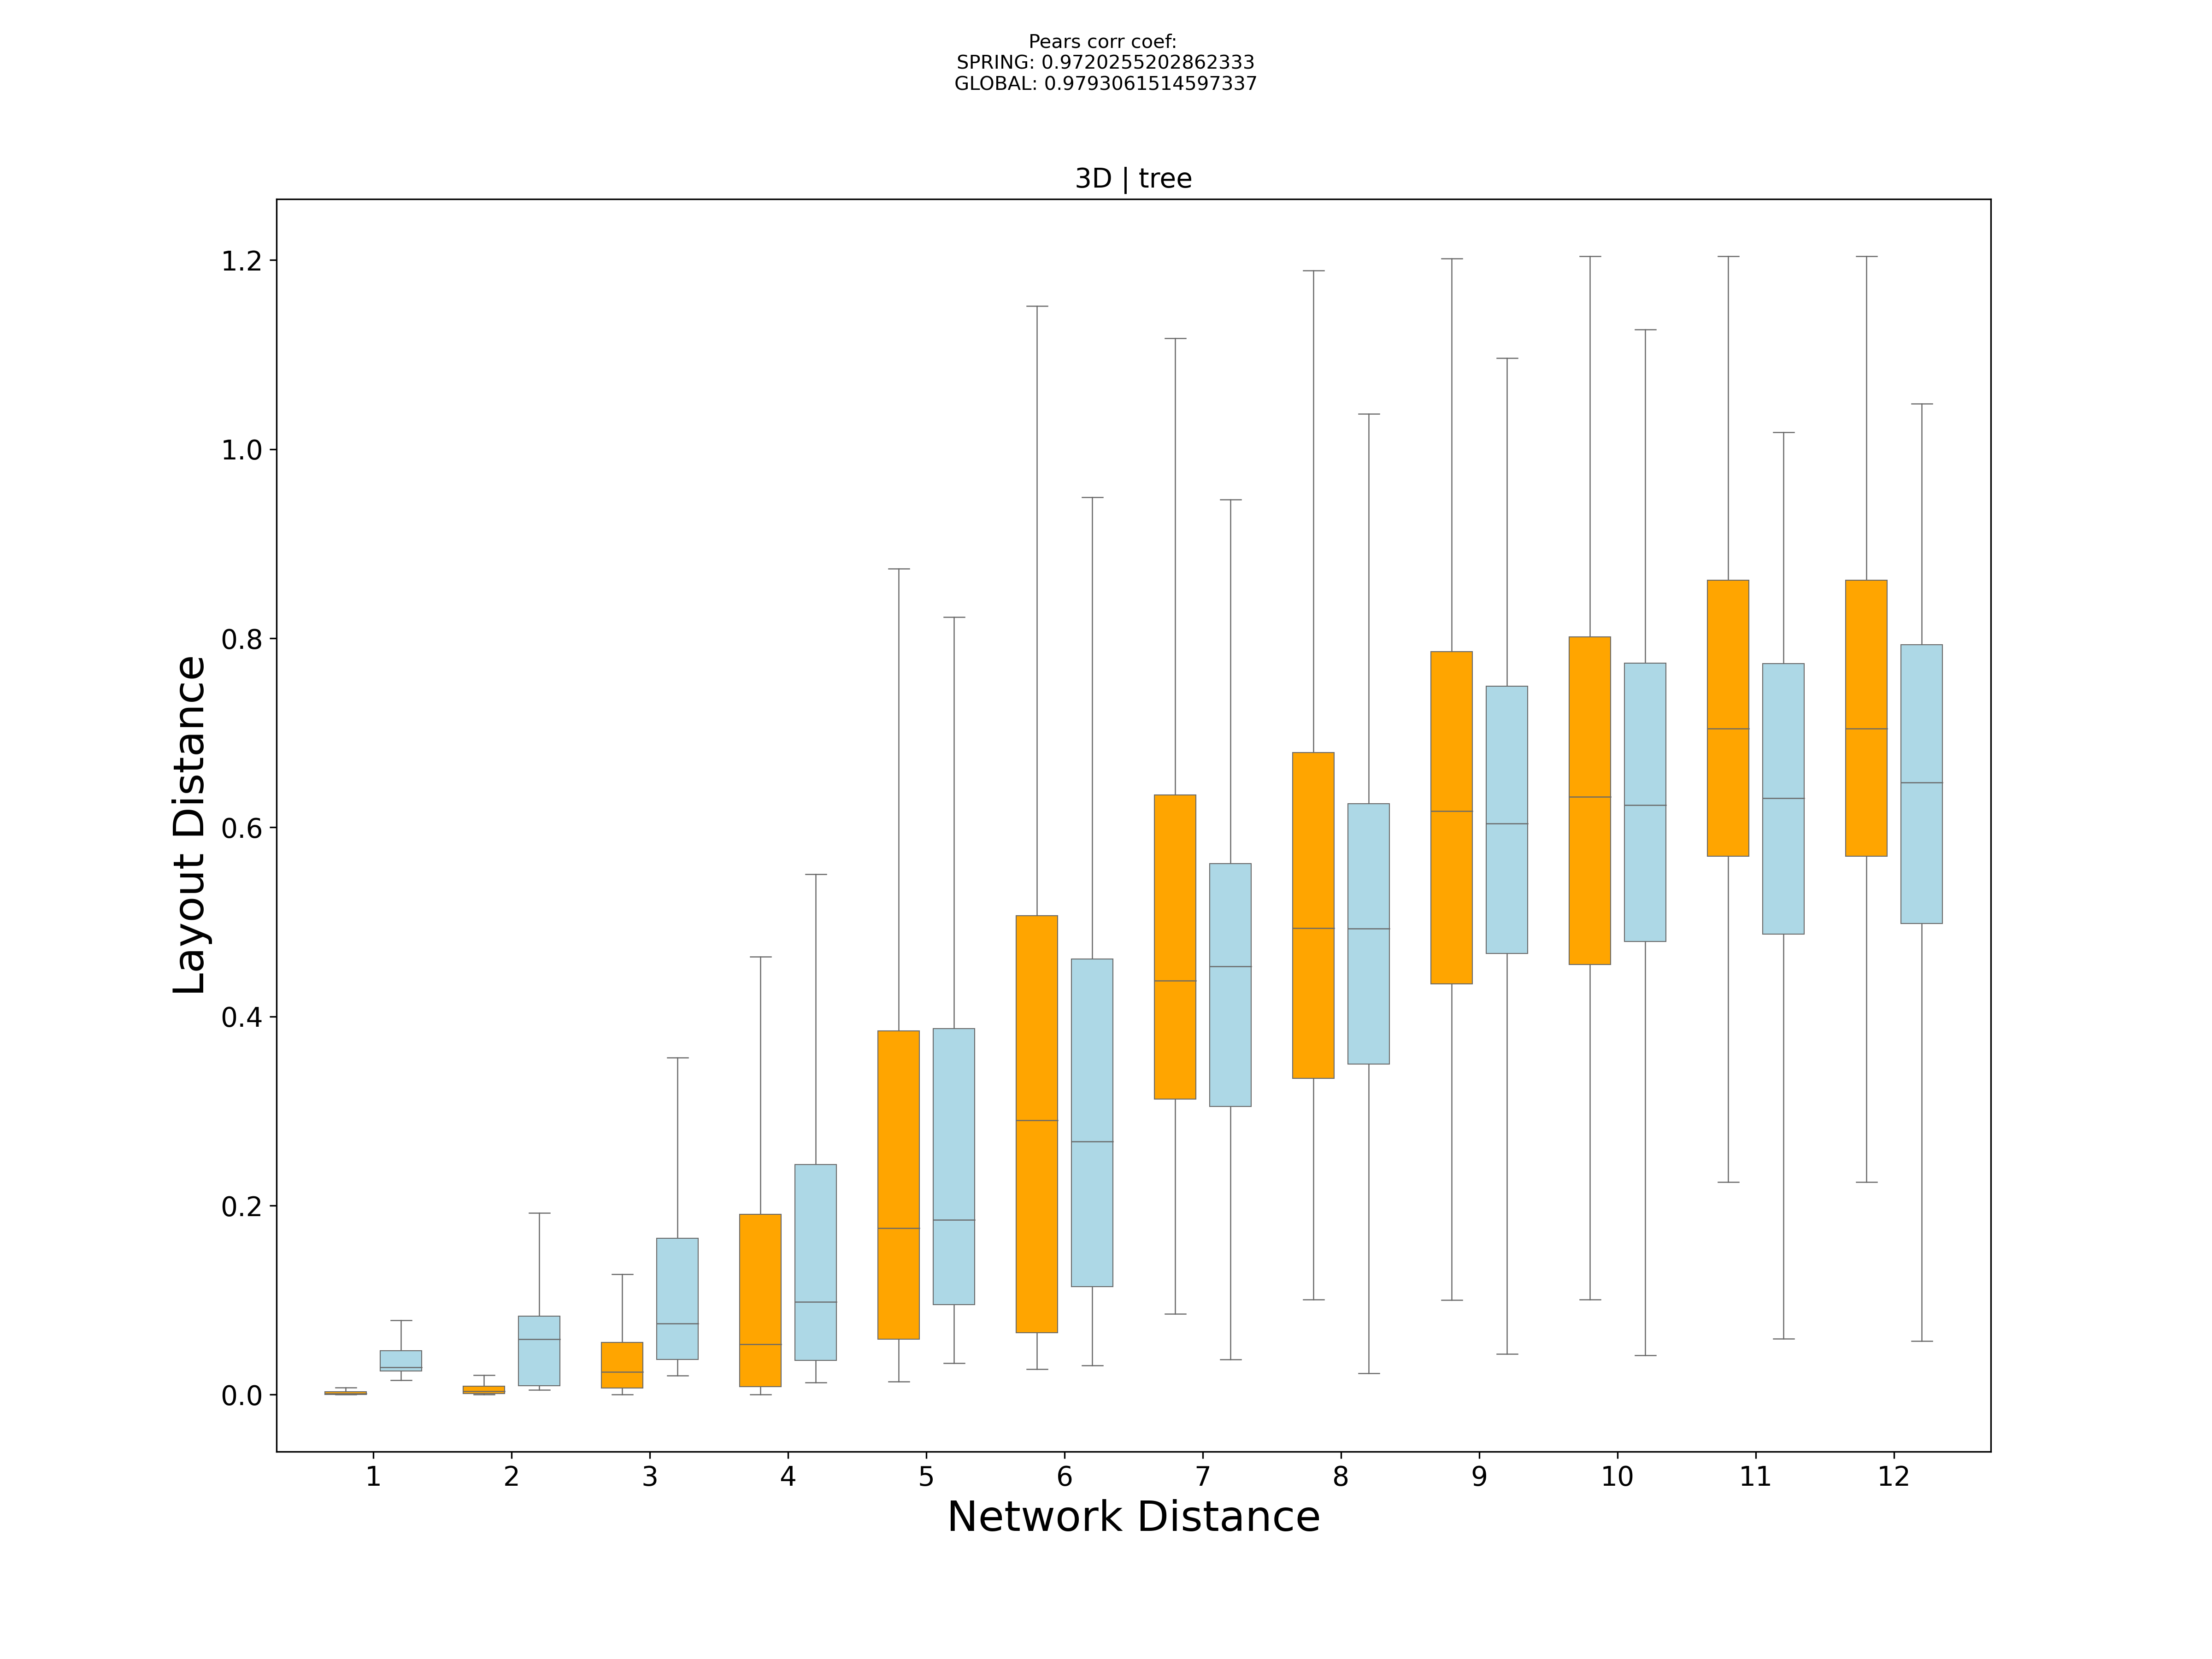 Pears corr coef:
SPRING: 0.9720255202862333
GLOBAL: 0.9793061514597337
3D | tree
1.2
1.0
0.8
0.6
0.4
0.2
0.0
Layout Distance
1 2 3 4 5 6 7 8 9 10 11 12
Network Distance